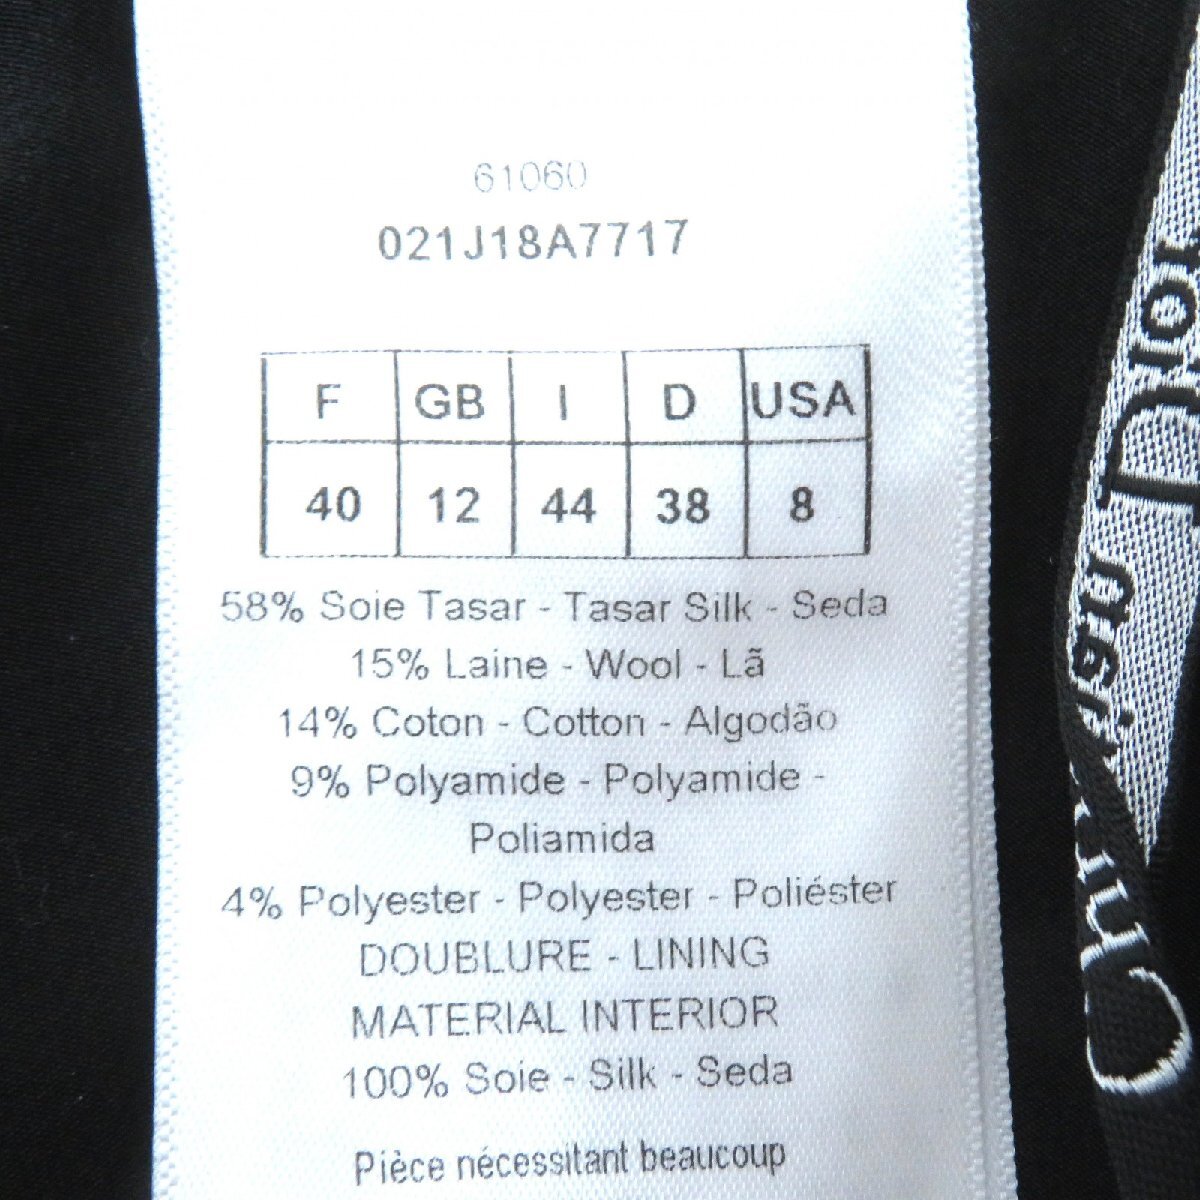 61060
021J18A7717
F GB I D USA
40 12 44 38 8
58% Soie Tasar - Tasar Silk - Seda
15% Laine - Wool - Lã
14% Coton - Cotton - Algodão
9% Polyamide - Polyamide -
Poliamida
4% Polyester - Polyester - Poliéster
DOUBLURE - LINING
MATERIAL INTERIOR
100% Soie - Silk - Seda
Pièce nécessitant beaucoup
Christian Dior